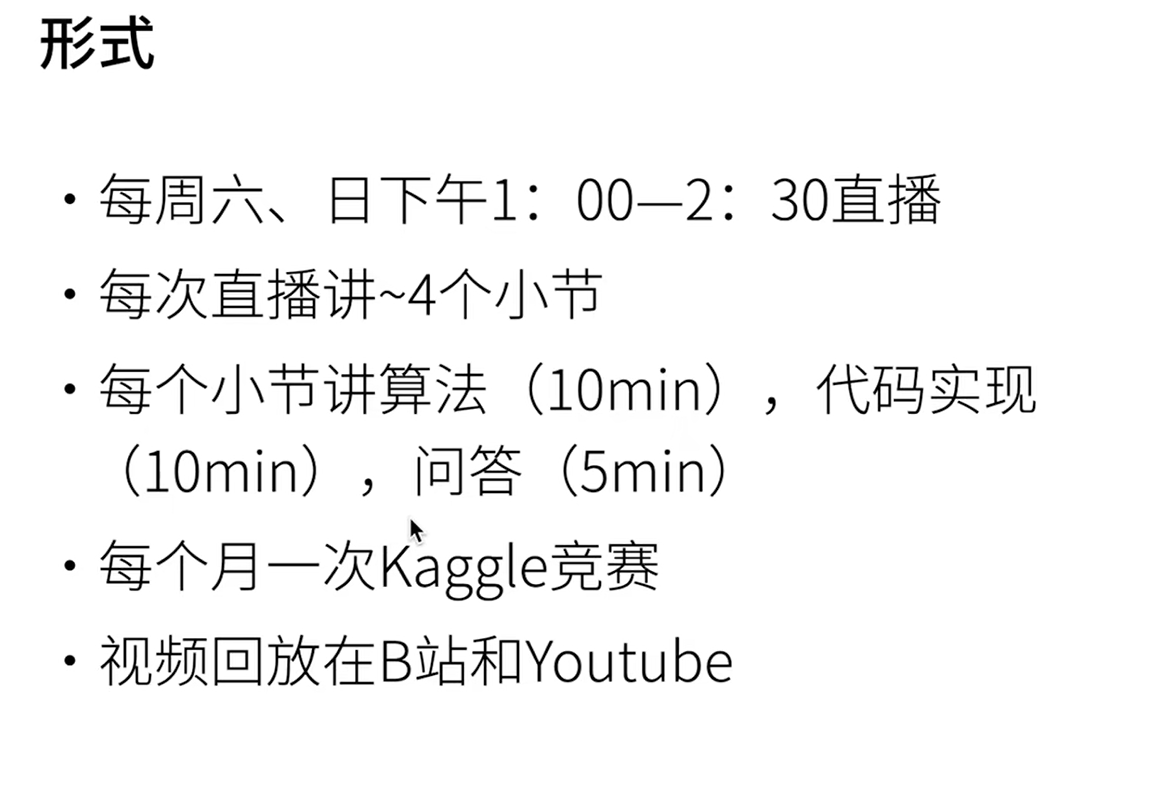 形式
• 每周六、日下午1：00—2：30直播
• 每次直播讲~4个小节
• 每个小节讲算法（10min），代码实现
（10min），问答（5min）
• 每个月一次Kaggle竞赛
• 视频回放在B站和Youtube